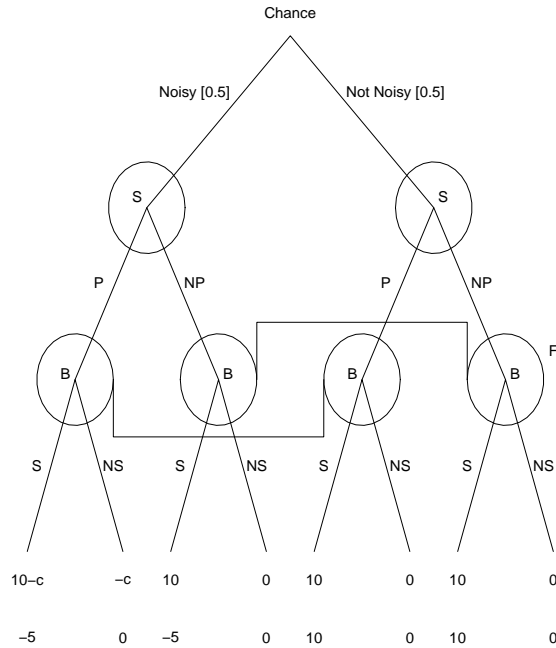 Chance
Noisy [0.5] Not Noisy [0.5]
S S
P NP P NP
F
B B B B
S NS S NS S NS S NS
10−c −c 10 0 10 0 10 0
−5 0 −5 0 10 0 10 0